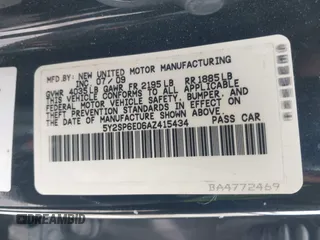 MFD.BY: NEW UNITED MOTOR MANUFACTURING
INC 07/09
GVWR 4035LB GAWR FR 2195LB RR 1885LB
THIS VEHICLE CONFORMS TO ALL APPLICABLE
FEDERAL MOTOR VEHICLE SAFETY, BUMPER, AND
THEFT PREVENTION STANDARDS IN EFFECT ON
THE DATE OF MANUFACTURE SHOWN ABOVE.
5Y2SP6E06AZ415434 PASS CAR
BA4772469
CDREAMBID